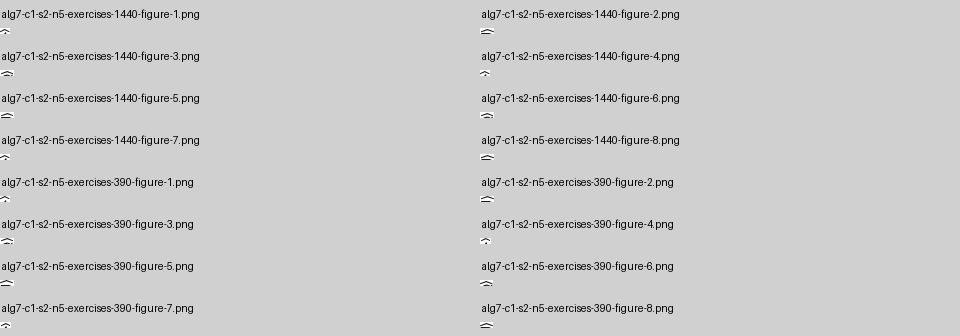 alg7-c1-s2-n5-exercises-1440-figure-1.png
alg7-c1-s2-n5-exercises-1440-figure-2.png
alg7-c1-s2-n5-exercises-1440-figure-3.png
alg7-c1-s2-n5-exercises-1440-figure-4.png
alg7-c1-s2-n5-exercises-1440-figure-5.png
alg7-c1-s2-n5-exercises-1440-figure-6.png
alg7-c1-s2-n5-exercises-1440-figure-7.png
alg7-c1-s2-n5-exercises-1440-figure-8.png
alg7-c1-s2-n5-exercises-390-figure-1.png
alg7-c1-s2-n5-exercises-390-figure-2.png
alg7-c1-s2-n5-exercises-390-figure-3.png
alg7-c1-s2-n5-exercises-390-figure-4.png
alg7-c1-s2-n5-exercises-390-figure-5.png
alg7-c1-s2-n5-exercises-390-figure-6.png
alg7-c1-s2-n5-exercises-390-figure-7.png
alg7-c1-s2-n5-exercises-390-figure-8.png